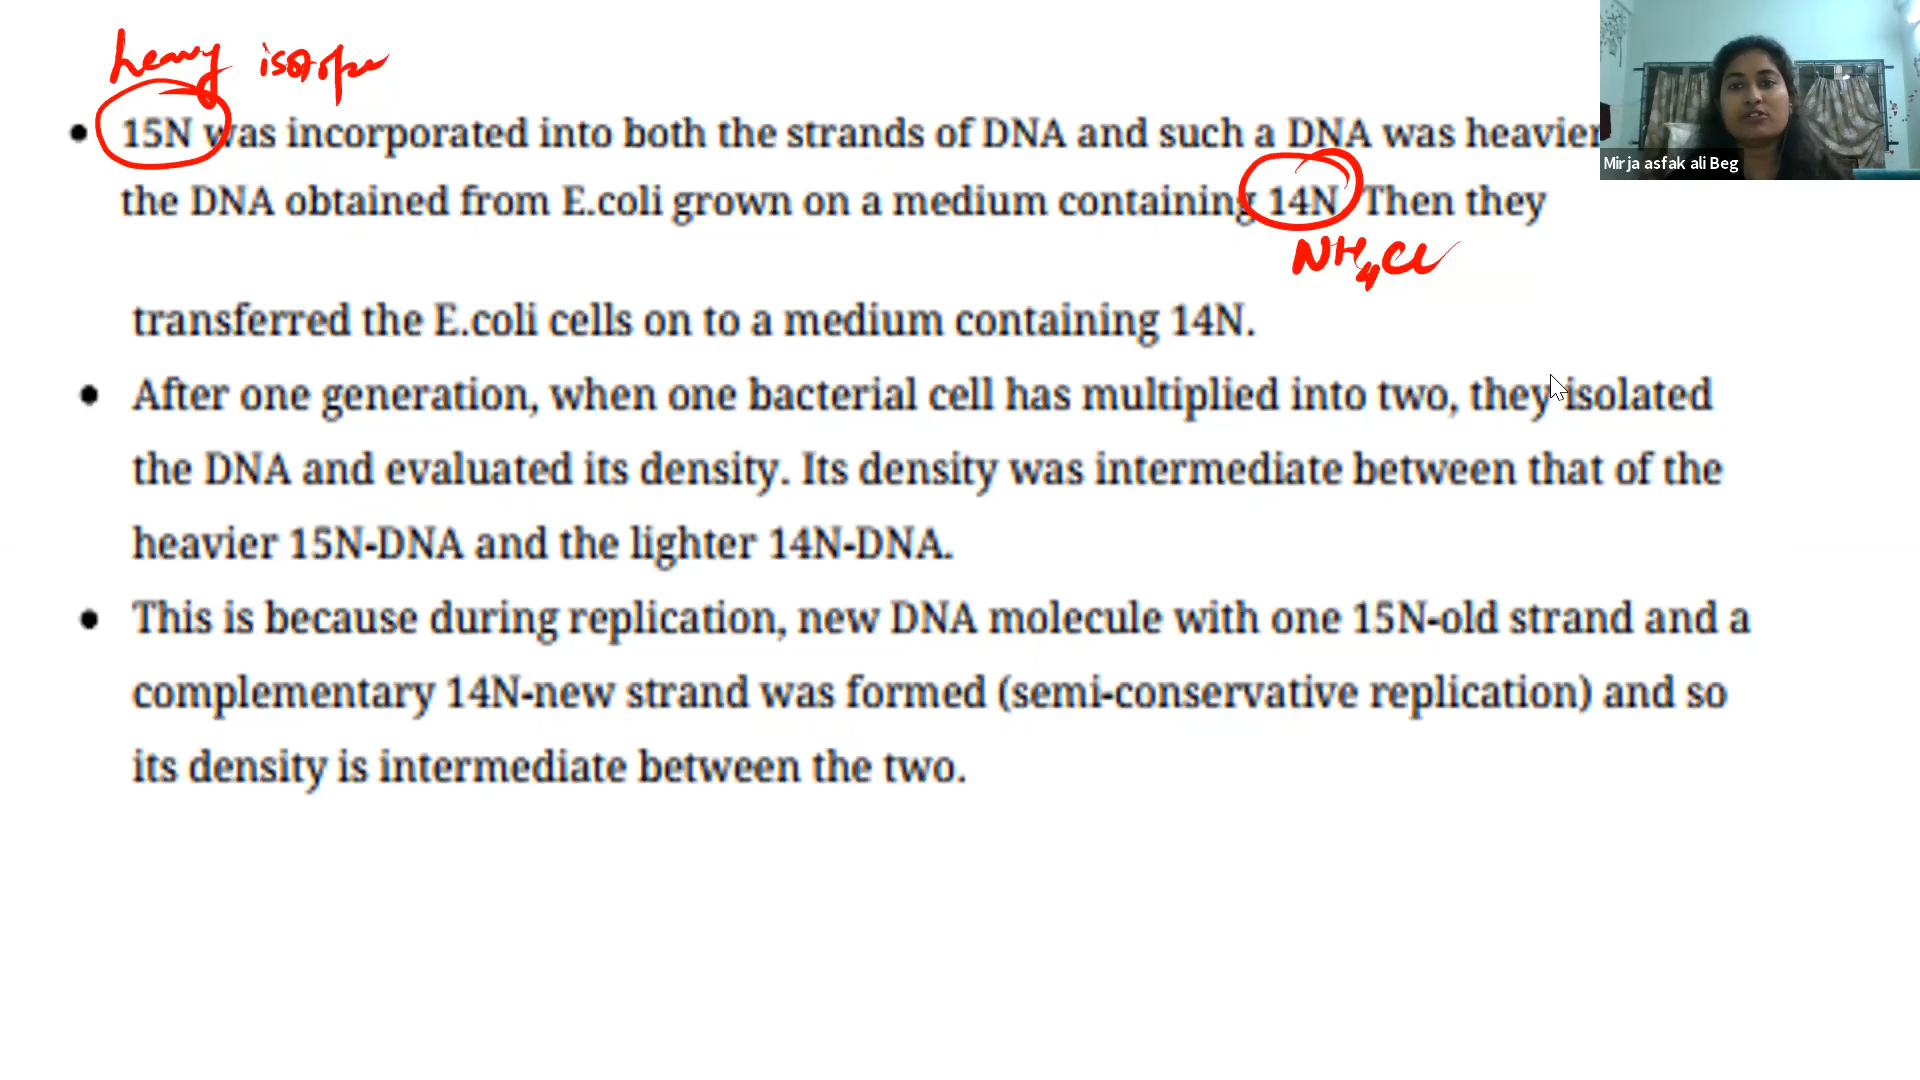 heavy isotope
• 15N was incorporated into both the strands of DNA and such a DNA was heavier
the DNA obtained from E.coli grown on a medium containing 14N. Then they
NH4Cl
transferred the E.coli cells on to a medium containing 14N.
• After one generation, when one bacterial cell has multiplied into two, they isolated
the DNA and evaluated its density. Its density was intermediate between that of the
heavier 15N-DNA and the lighter 14N-DNA.
• This is because during replication, new DNA molecule with one 15N-old strand and a
complementary 14N-new strand was formed (semi-conservative replication) and so
its density is intermediate between the two.
Mirja asfak ali Beg